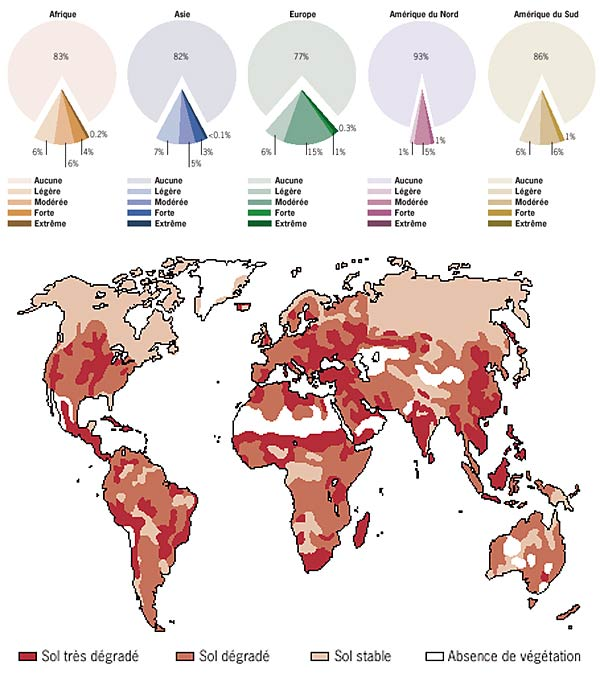 Afrique
Asie
Europe
Amérique du Nord
Amérique du Sud
83%
82%
77%
93%
86%
6%
6%
4%
0.2%
7%
5%
3%
<0.1%
6%
15%
1%
0.3%
1%
5%
1%
6%
6%
1%
Aucune
Légère
Modérée
Forte
Extrême
Aucune
Légère
Modérée
Forte
Extrême
Aucune
Légère
Modérée
Forte
Extrême
Aucune
Légère
Modérée
Forte
Extrême
Aucune
Légère
Modérée
Forte
Extrême
Sol très dégradé
Sol dégradé
Sol stable
Absence de végétation